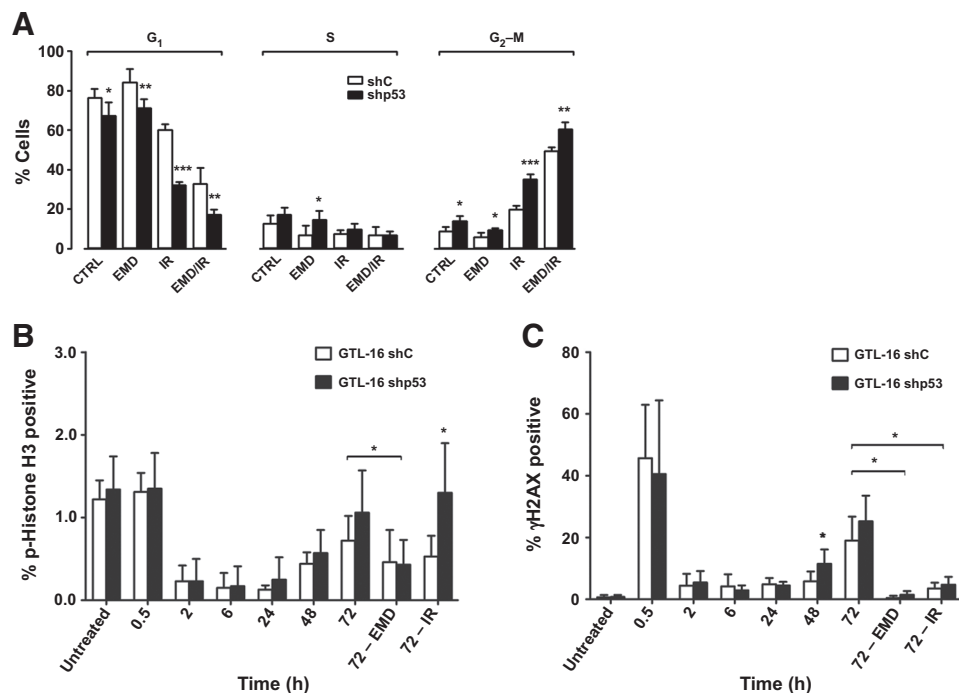 A
G1 S G2–M
100
80
60
40
20
0
% Cells
shC
shp53
* ** *** **
*
* * *** **
CTRL EMD IR EMD/IR CTRL EMD IR EMD/IR CTRL EMD IR EMD/IR
B
3.0
2.0
1.0
0.0
% p-Histone H3 positive
GTL-16 shC
GTL-16 shp53
* *
Untreated 0.5 2 6 24 48 72 72 – EMD 72 – IR
Time (h)
C
80
60
40
20
0
% γH2AX positive
GTL-16 shC
GTL-16 shp53
*
*
*
Untreated 0.5 2 6 24 48 72 72 – EMD 72 – IR
Time (h)